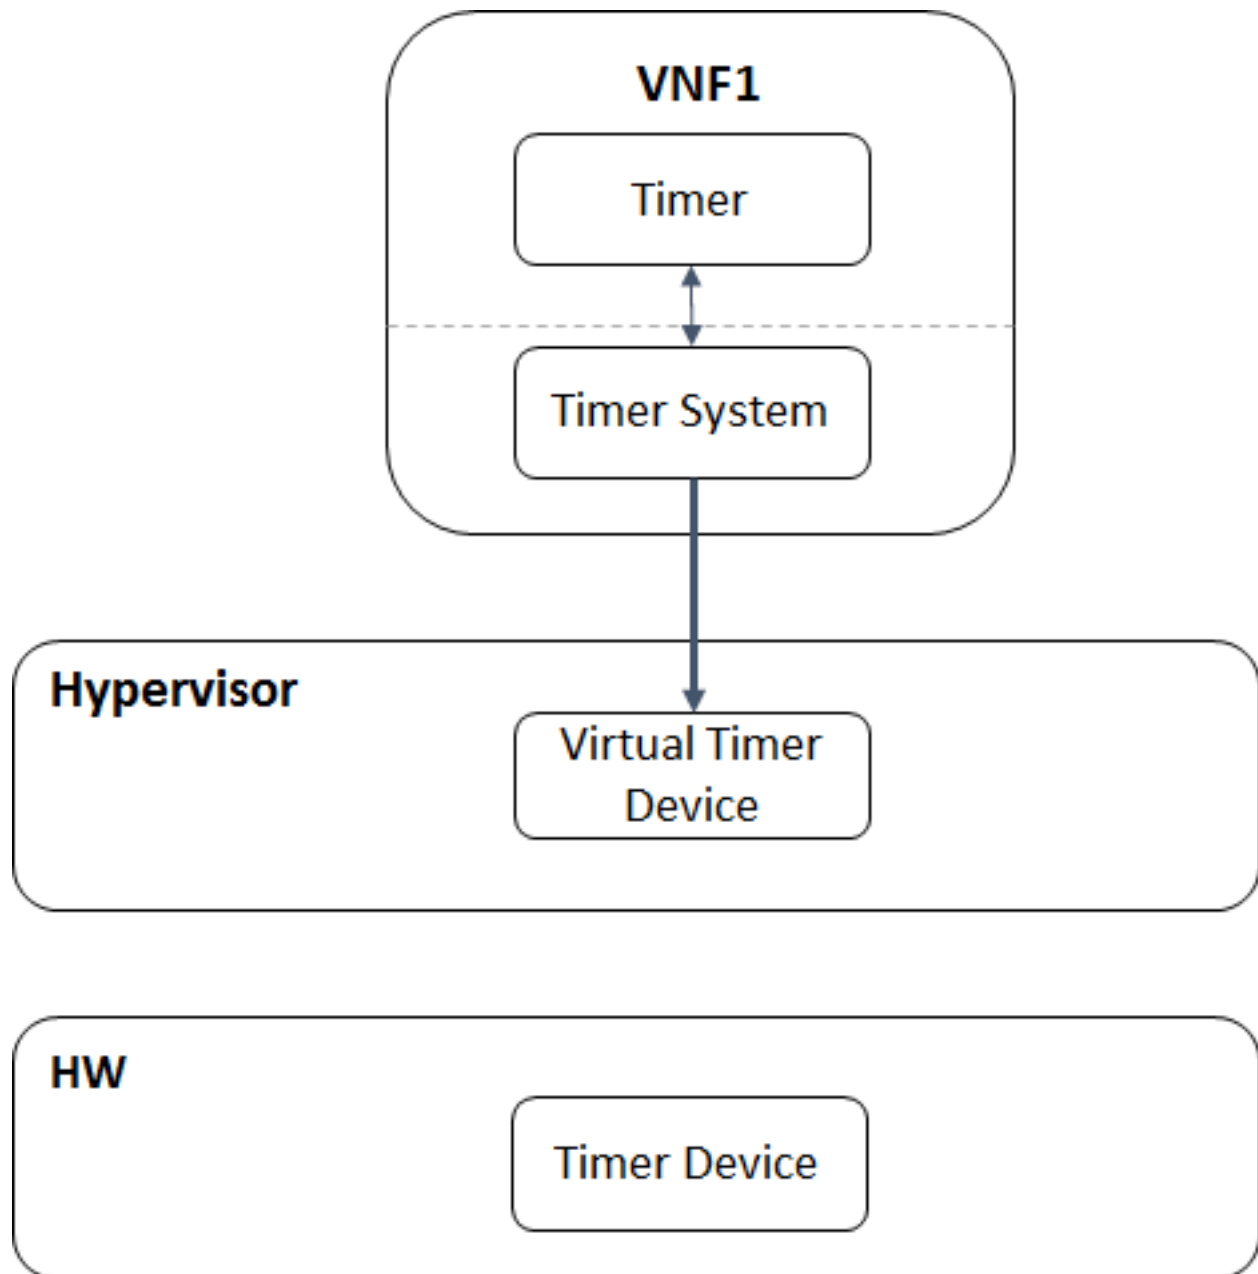 VNF1
Timer
Timer System
Hypervisor
Virtual Timer
Device
HW
Timer Device